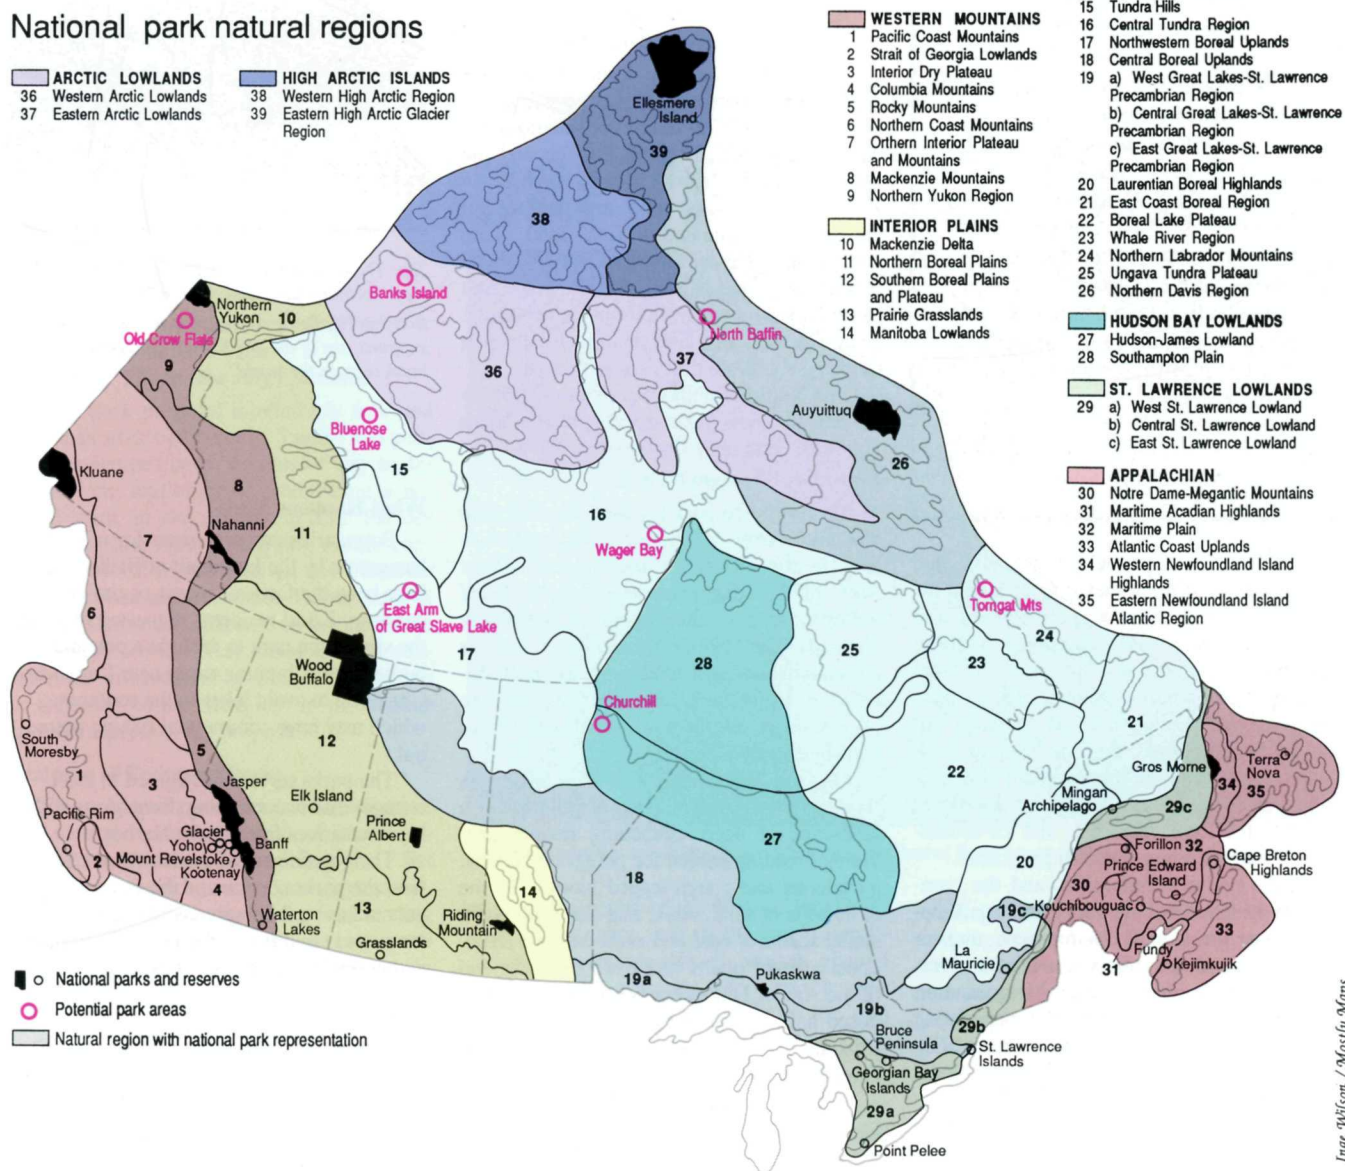 National park natural regions
ARCTIC LOWLANDS
36 Western Arctic Lowlands
37 Eastern Arctic Lowlands
HIGH ARCTIC ISLANDS
38 Western High Arctic Region
39 Eastern High Arctic Glacier
Region
WESTERN MOUNTAINS
1 Pacific Coast Mountains
2 Strait of Georgia Lowlands
3 Interior Dry Plateau
4 Columbia Mountains
5 Rocky Mountains
6 Northern Coast Mountains
7 Orthern Interior Plateau
and Mountains
8 Mackenzie Mountains
9 Northern Yukon Region
INTERIOR PLAINS
10 Mackenzie Delta
11 Northern Boreal Plains
12 Southern Boreal Plains
and Plateau
13 Prairie Grasslands
14 Manitoba Lowlands
15 Tundra Hills
16 Central Tundra Region
17 Northwestern Boreal Uplands
18 Central Boreal Uplands
19 a) West Great Lakes-St. Lawrence
Precambrian Region
b) Central Great Lakes-St. Lawrence
Precambrian Region
c) East Great Lakes-St. Lawrence
Precambrian Region
20 Laurentian Boreal Highlands
21 East Coast Boreal Region
22 Boreal Lake Plateau
23 Whale River Region
24 Northern Labrador Mountains
25 Ungava Tundra Plateau
26 Northern Davis Region
HUDSON BAY LOWLANDS
27 Hudson-James Lowland
28 Southampton Plain
ST. LAWRENCE LOWLANDS
29 a) West St. Lawrence Lowland
b) Central St. Lawrence Lowland
c) East St. Lawrence Lowland
APPALACHIAN
30 Notre Dame-Megantic Mountains
31 Maritime Acadian Highlands
32 Maritime Plain
33 Atlantic Coast Uplands
34 Western Newfoundland Island
Highlands
35 Eastern Newfoundland Island
Atlantic Region
Ellesmere
Island
39
38
Banks Island
Northern
Yukon
10
Old Crow Flats
9
North Baffin
37
36
Auyuittuq
26
Bluenose
Lake
15
Kluane
8
11
Nahanni
7
16
Wager Bay
6
East Arm
of Great Slave Lake
Torngat Mts
24
25
23
28
17
Wood
Buffalo
Churchill
21
South
Moresby
1
3
5
12
22
Gros Morne
Terra
Nova
34
35
Jasper
Elk Island
Mingan
Archipelago
29c
Pacific Rim
2
Glacier
Yoho
Mount Revelstoke
Kootenay
Banff
4
Prince
Albert
27
20
Forillon
32
Prince Edward
Island
Cape Breton
Highlands
30
Kouchibouguac
18
14
13
Riding
Mountain
Waterton
Lakes
Grasslands
19c
33
La
Mauricie
Fundy
Kejimkujik
31
19a
Pukaskwa
19b
29b
Bruce
Peninsula
St. Lawrence
Islands
Georgian Bay
Islands
29a
Point Pelee
National parks and reserves
Potential park areas
Natural region with national park representation
Inge Wilson / Mostly Maps